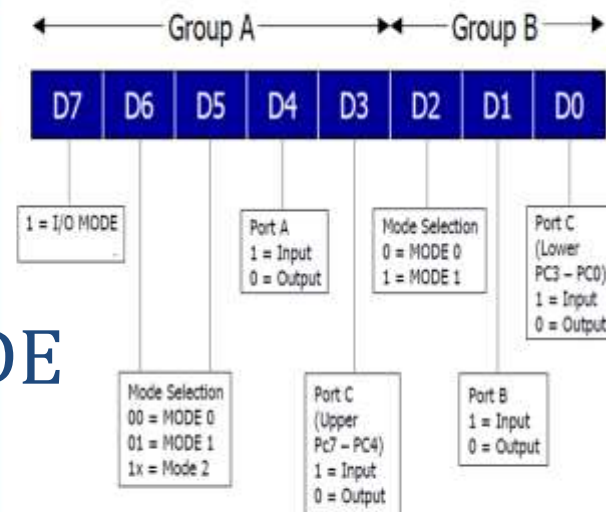 Group A Group B
D7 D6 D5 D4 D3 D2 D1 D0
1 = I/O MODE
.
Port A
1 = Input
0 = Output
Mode Selection
0 = MODE 0
1 = MODE 1
Port C
(Lower
PC3 – PC0)
1 = Input
0 = Output
DE
Mode Selection
00 = MODE 0
01 = MODE 1
1x = Mode 2
Port C
(Upper
Pc7 – PC4)
1 = Input
0 = Output
Port B
1 = Input
0 = Output